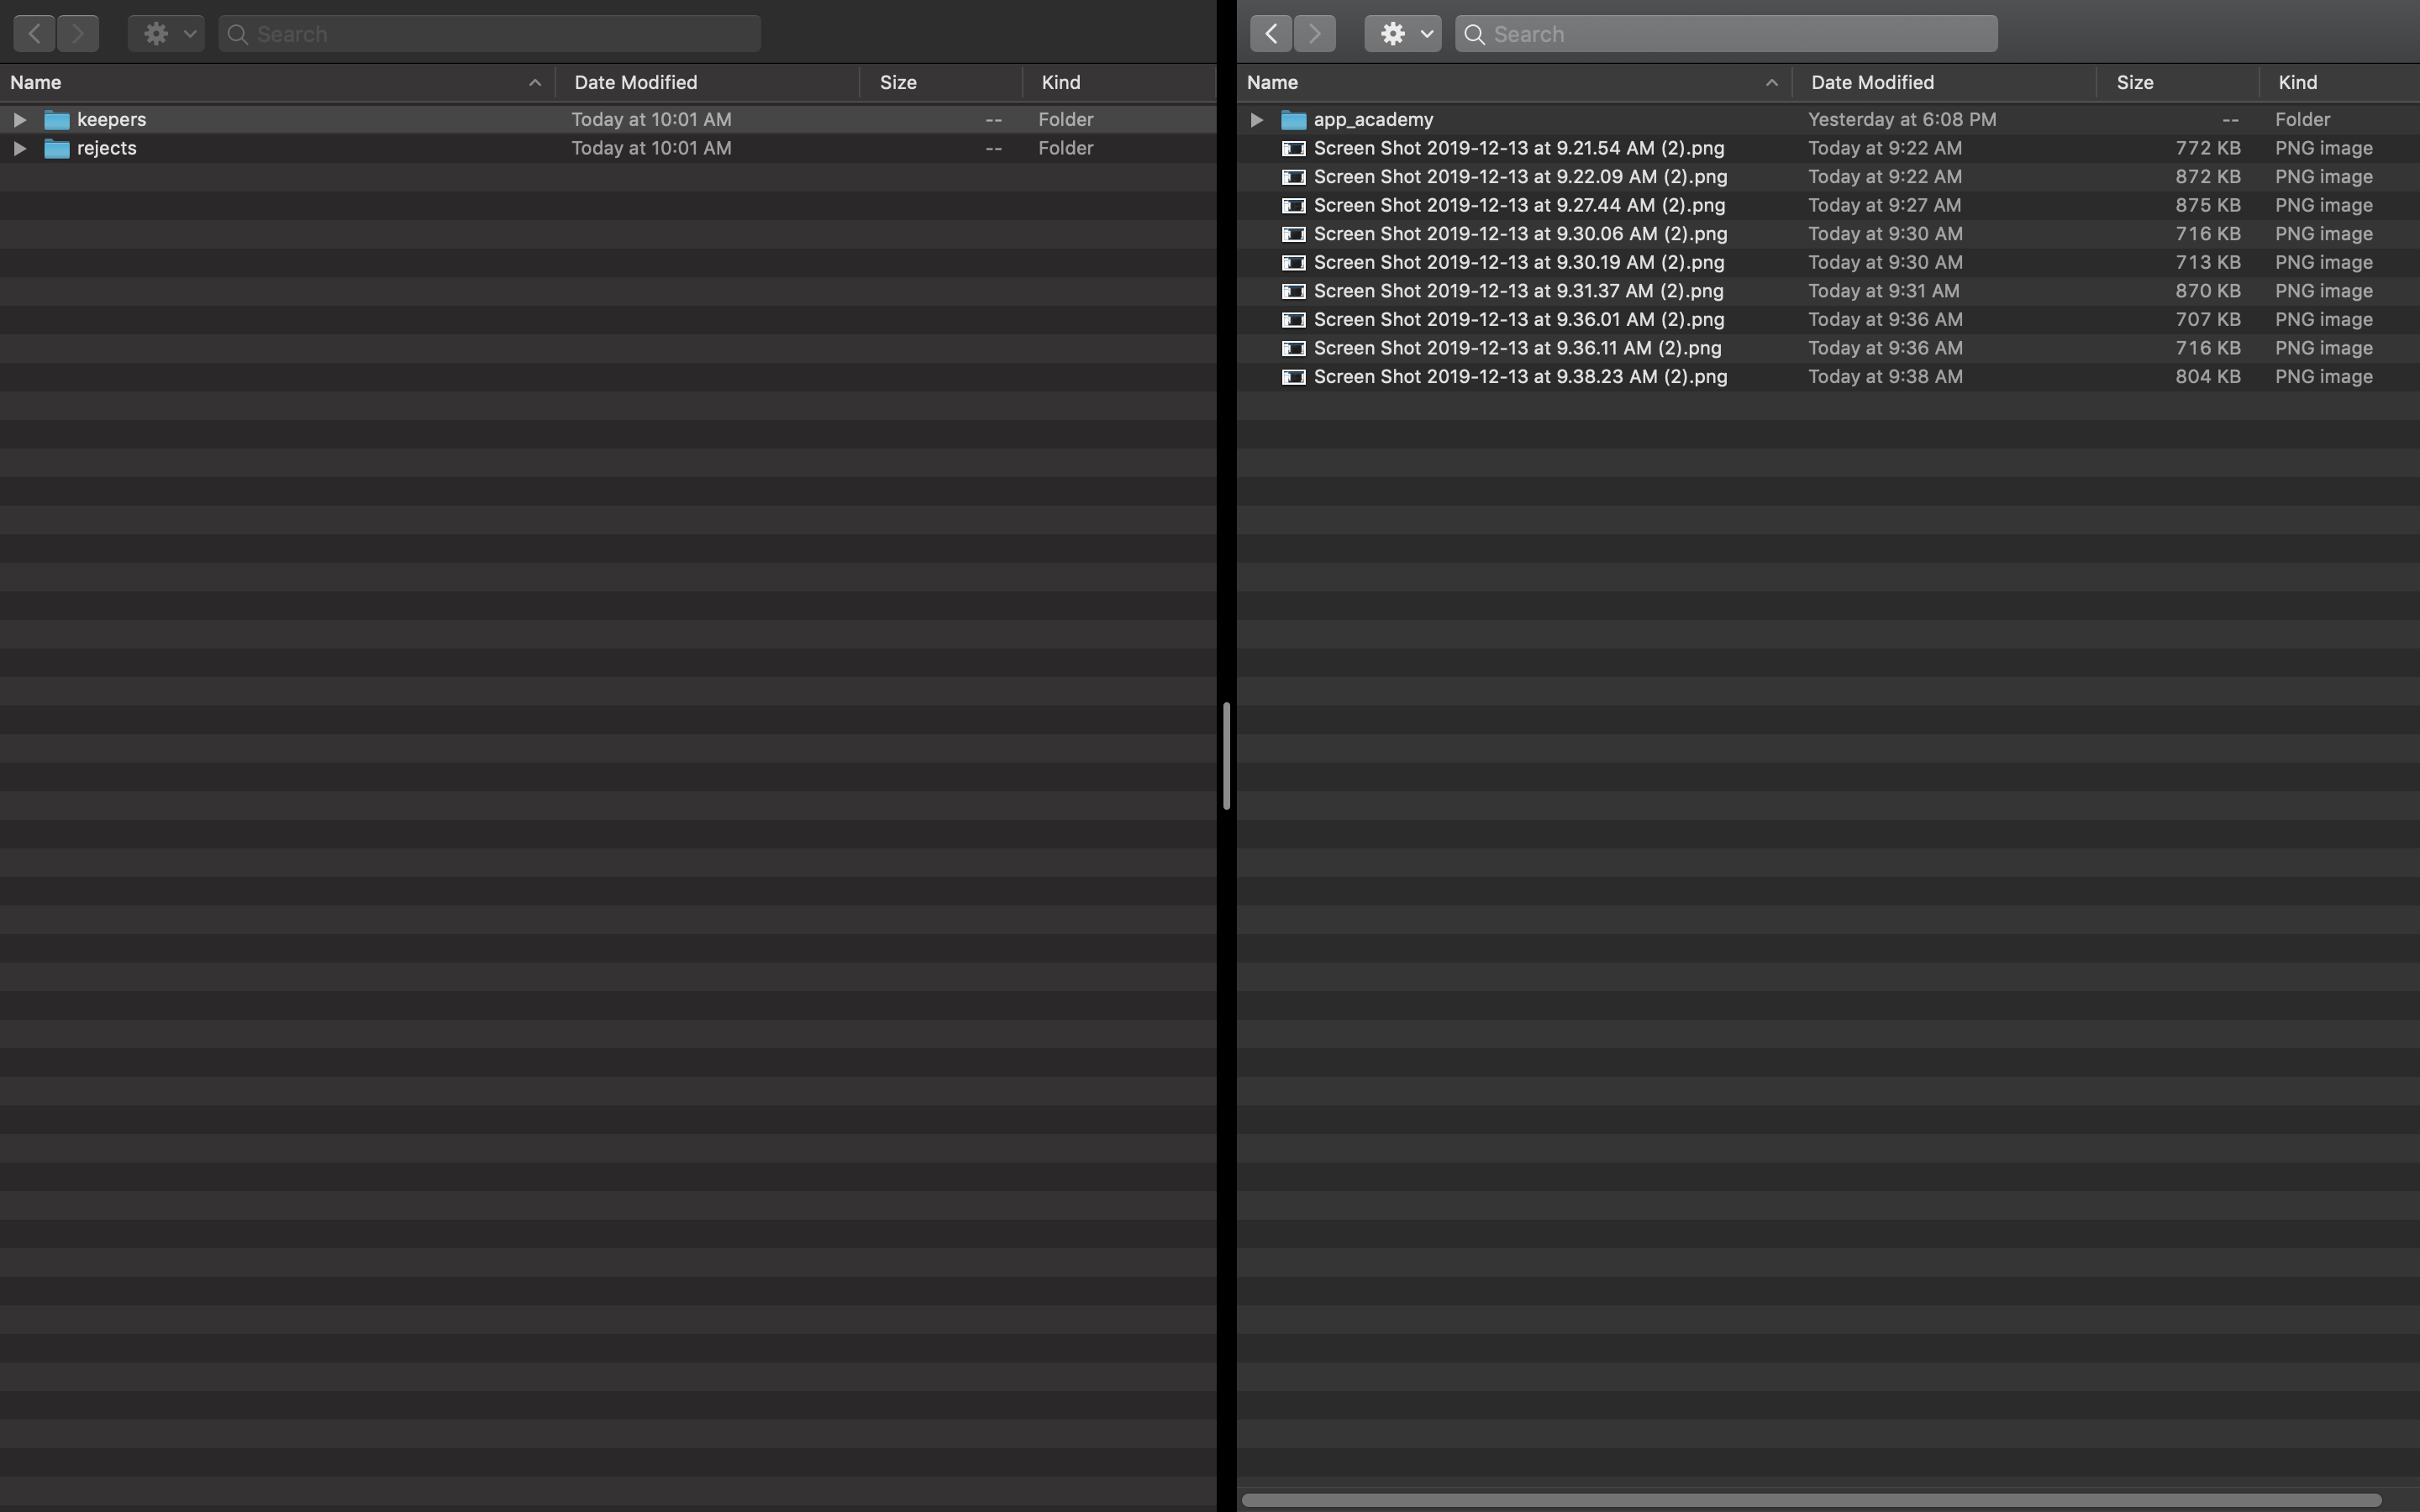 Search
Name Date Modified Size Kind
keepers Today at 10:01 AM -- Folder
rejects Today at 10:01 AM -- Folder
Search
Name Date Modified Size Kind
app_academy Yesterday at 6:08 PM -- Folder
Screen Shot 2019-12-13 at 9.21.54 AM (2).png Today at 9:22 AM 772 KB PNG image
Screen Shot 2019-12-13 at 9.22.09 AM (2).png Today at 9:22 AM 872 KB PNG image
Screen Shot 2019-12-13 at 9.27.44 AM (2).png Today at 9:27 AM 875 KB PNG image
Screen Shot 2019-12-13 at 9.30.06 AM (2).png Today at 9:30 AM 716 KB PNG image
Screen Shot 2019-12-13 at 9.30.19 AM (2).png Today at 9:30 AM 713 KB PNG image
Screen Shot 2019-12-13 at 9.31.37 AM (2).png Today at 9:31 AM 870 KB PNG image
Screen Shot 2019-12-13 at 9.36.01 AM (2).png Today at 9:36 AM 707 KB PNG image
Screen Shot 2019-12-13 at 9.36.11 AM (2).png Today at 9:36 AM 716 KB PNG image
Screen Shot 2019-12-13 at 9.38.23 AM (2).png Today at 9:38 AM 804 KB PNG image